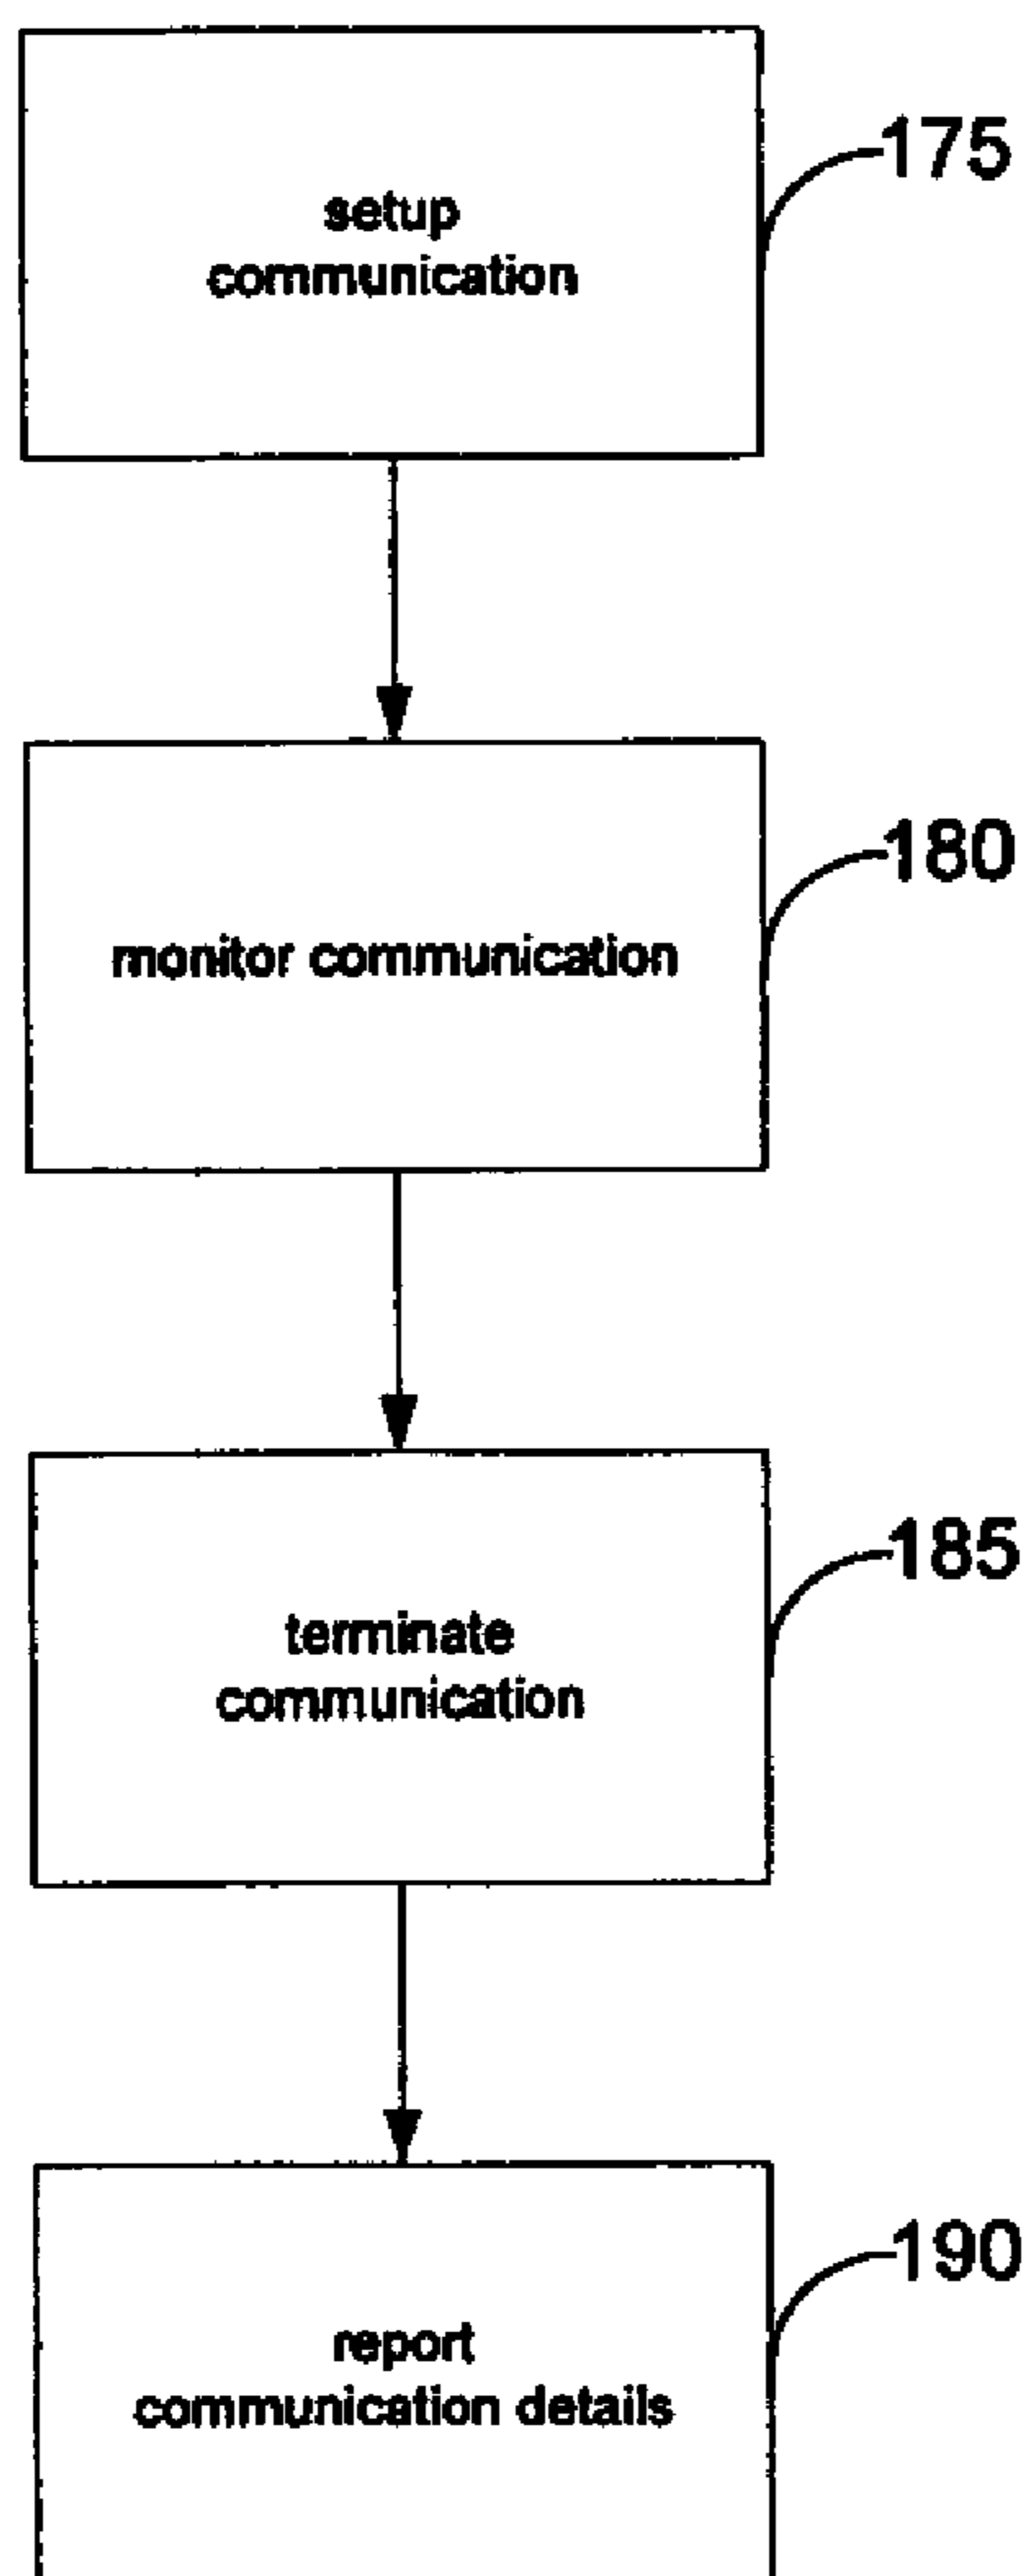 setup
communication
175
monitor communication
180
terminate
communication
185
report
communication details
190